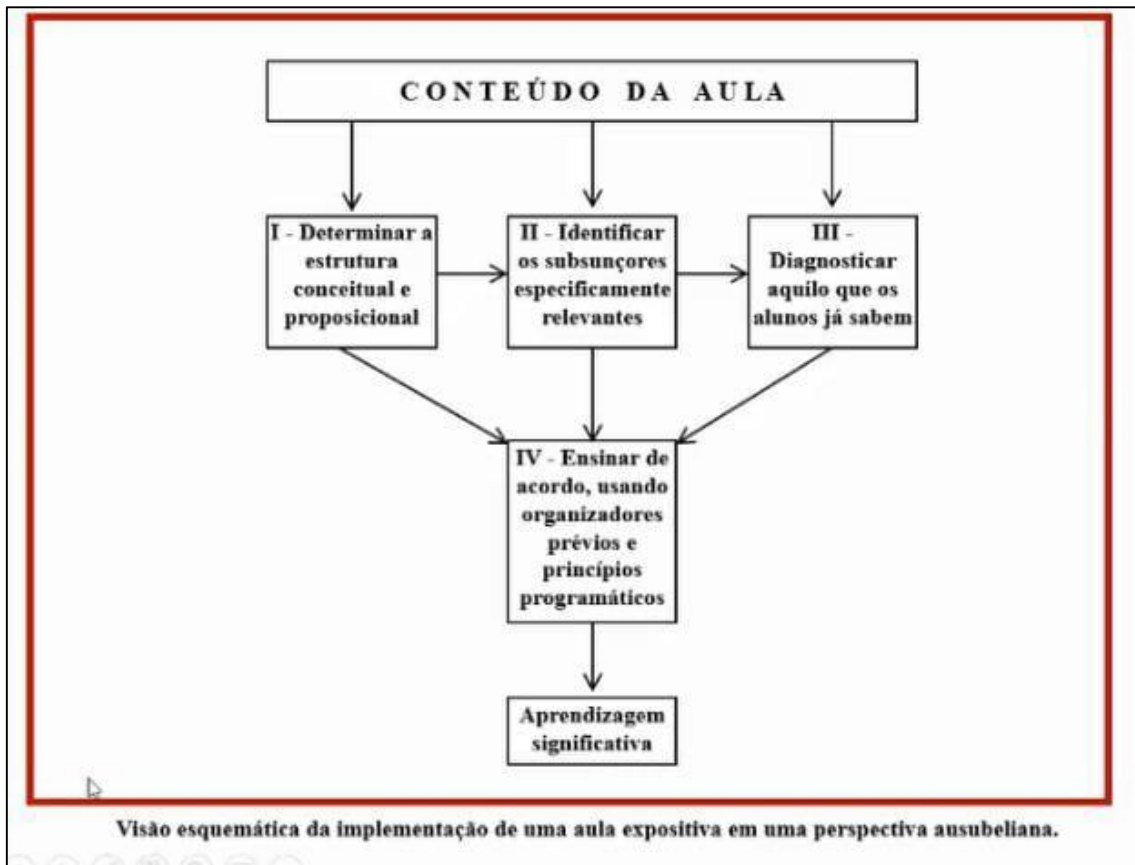 CONTEÚDO DA AULA
I - Determinar a
estrutura
conceitual e
proposicional
II - Identificar
os subsunçores
especificamente
relevantes
III -
Diagnosticar
aquilo que os
alunos já sabem
IV - Ensinar de
acordo, usando
organizadores
prévios e
princípios
programáticos
Aprendizagem
significativa
Visão esquemática da implementação de uma aula expositiva em uma perspectiva ausubeliana.